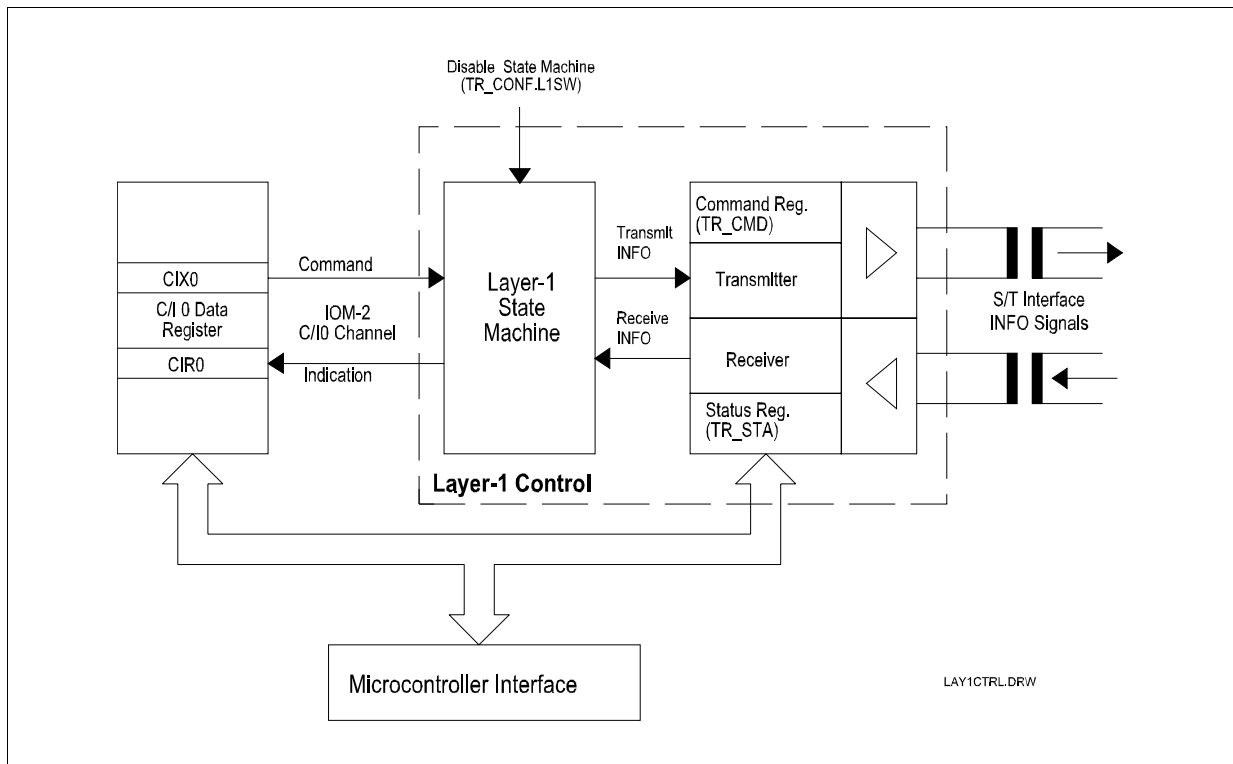 Disable State Machine
(TR_CONF.L1SW)
Command Reg.
(TR_CMD)
Transmit
INFO
CIX0
Command
Transmitter
Layer-1
State
Machine
C/I 0 Data
Register
IOM-2
C/I0 Channel
S/T Interface
INFO Signals
Receive
INFO
CIR0
Indication
Receiver
Status Reg.
(TR_STA)
Layer-1 Control
Microcontroller Interface
LAY1CTRL.DRW